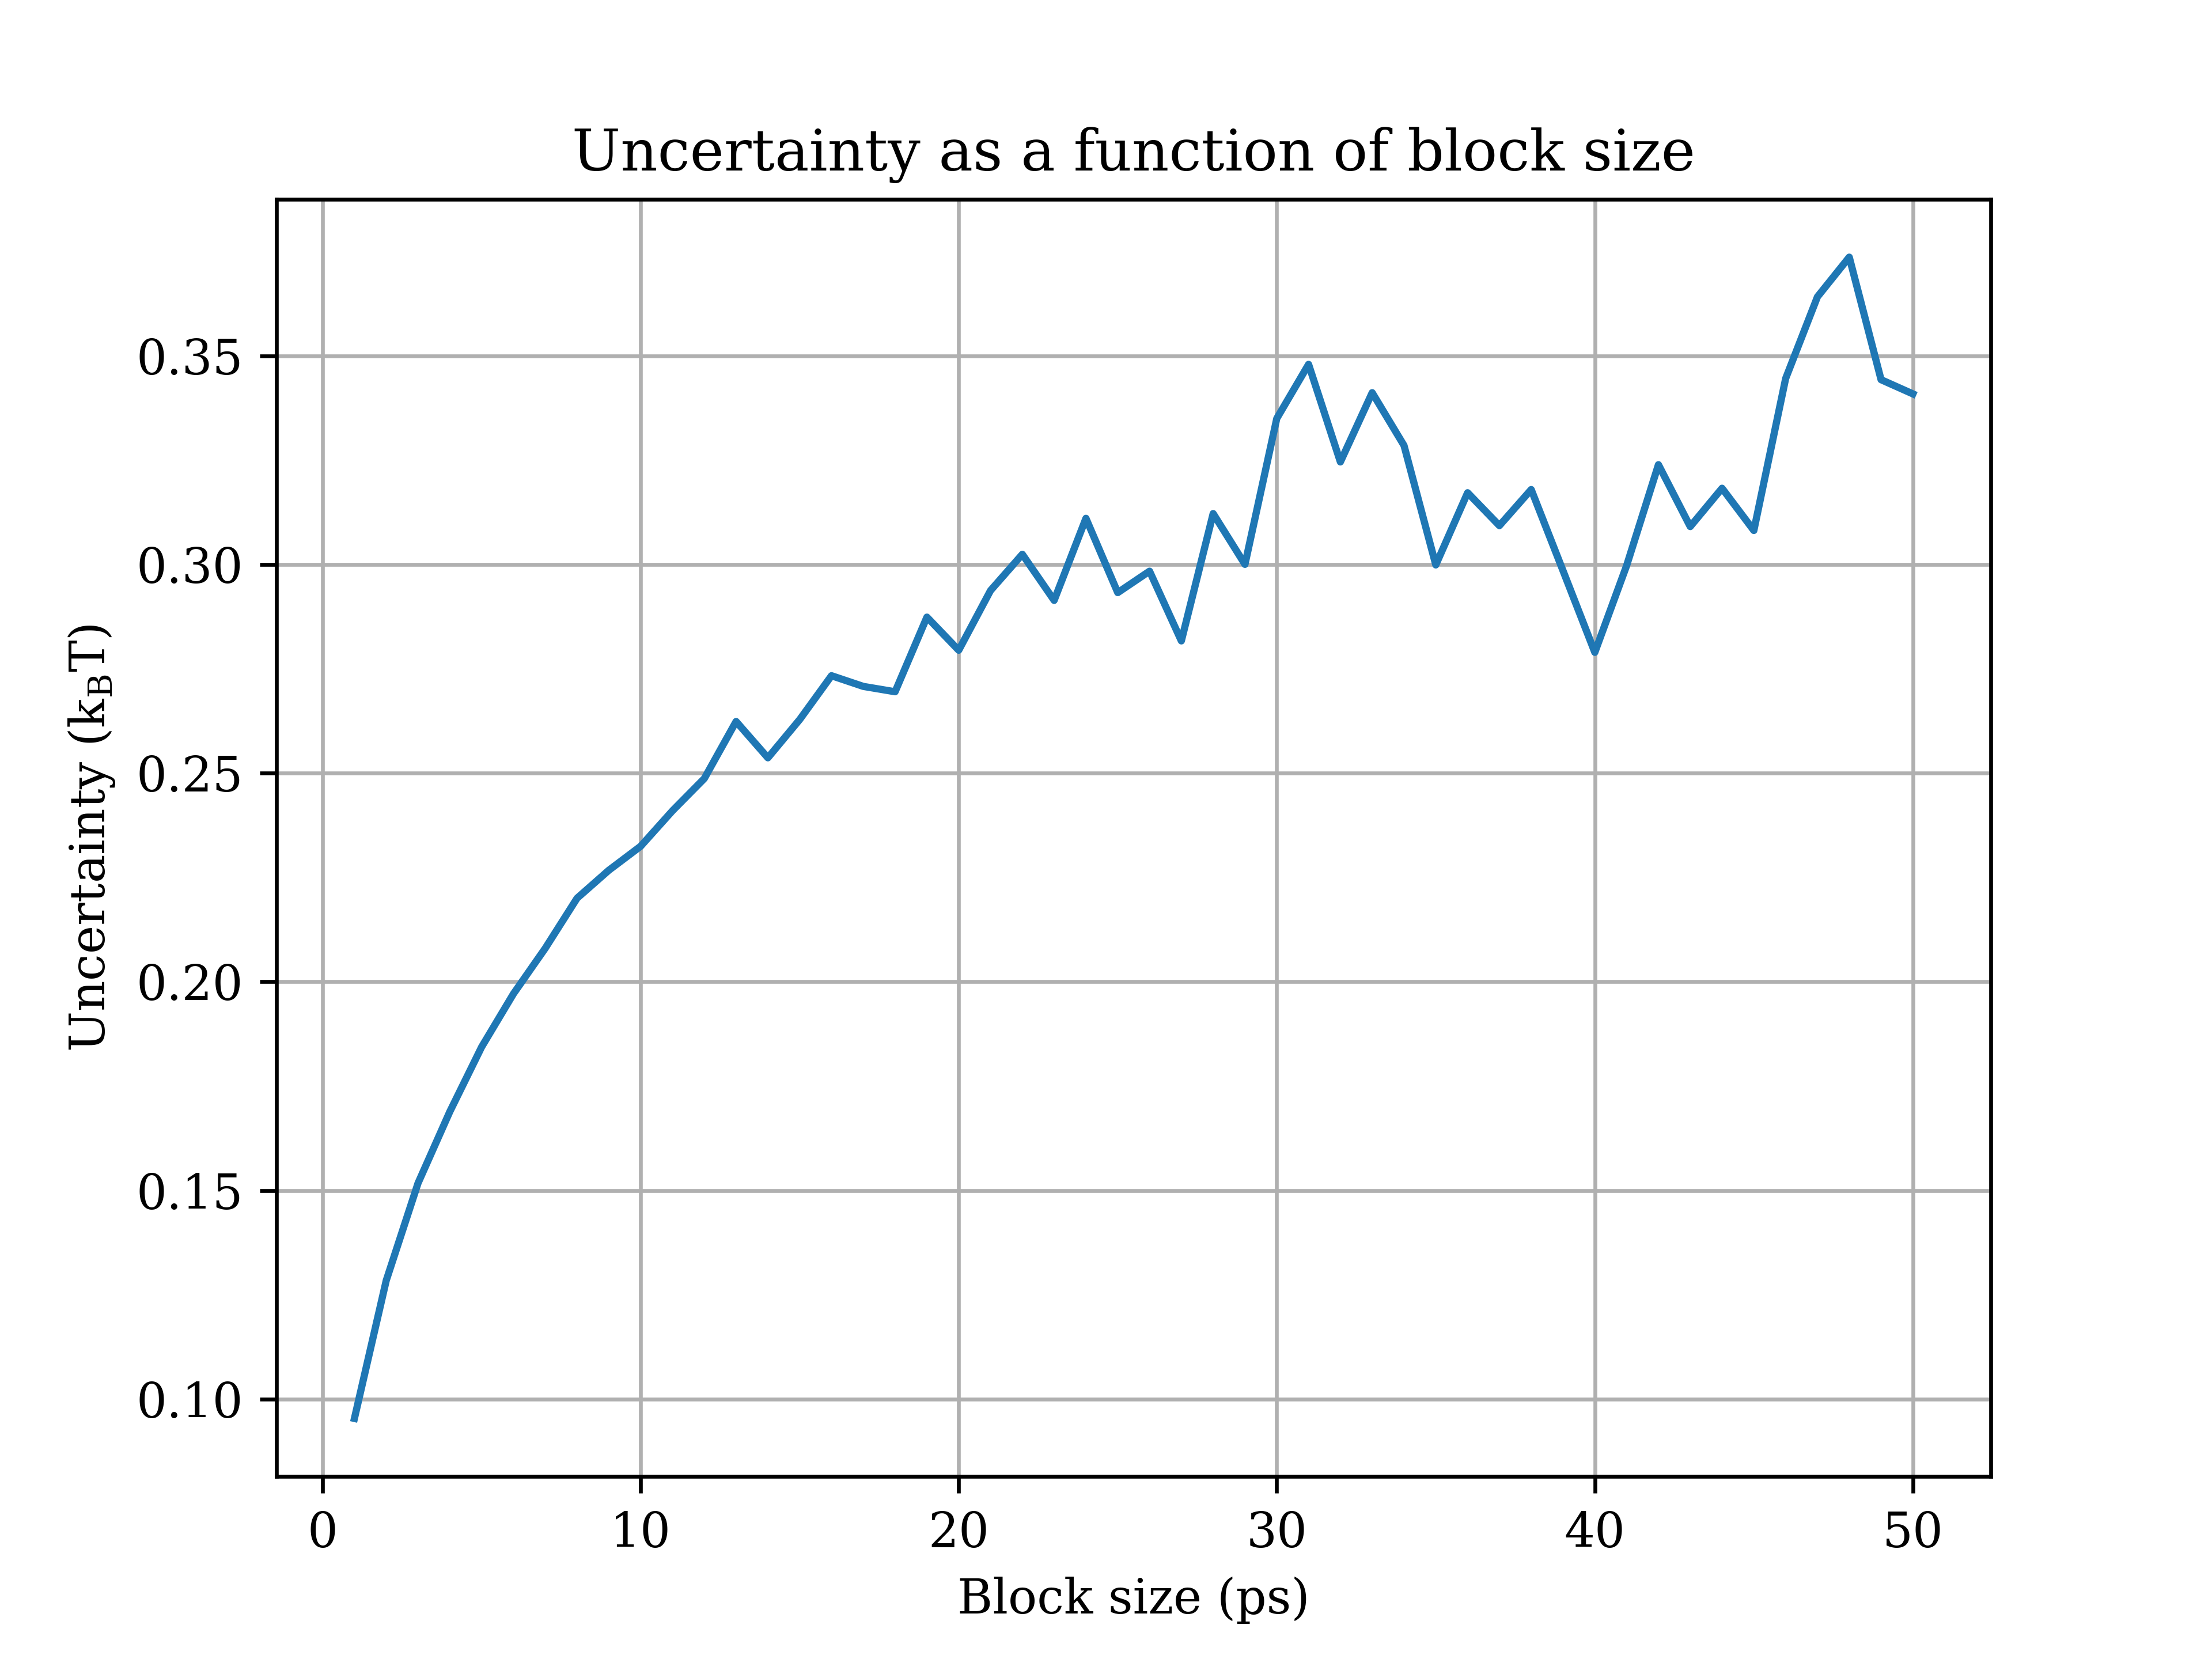 Uncertainty as a function of block size
Uncertainty (k_BT)
0.35
0.30
0.25
0.20
0.15
0.10
0 10 20 30 40 50
Block size (ps)